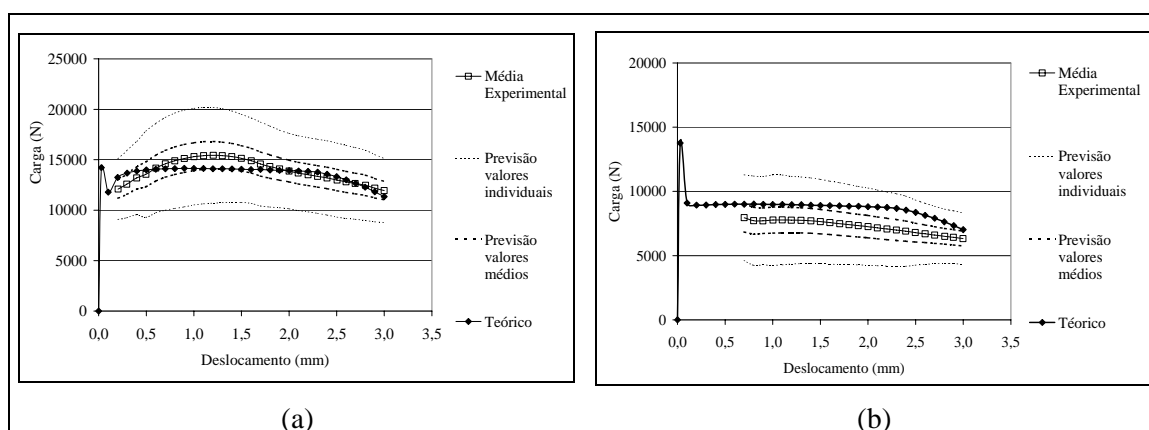 25000
20000
15000
10000
5000
0
Carga (N)
0,0 0,5 1,0 1,5 2,0 2,5 3,0 3,5
Deslocamento (mm)
Média
Experimental
Previsão
valores
individuais
Previsão
valores
médios
Teórico
(a)
20000
15000
10000
5000
0
Carga (N)
0,0 0,5 1,0 1,5 2,0 2,5 3,0 3,5
Deslocamento (mm)
Média
Experimental
Previsão
valores
individuais
Previsão
valores
médios
Téorico
(b)